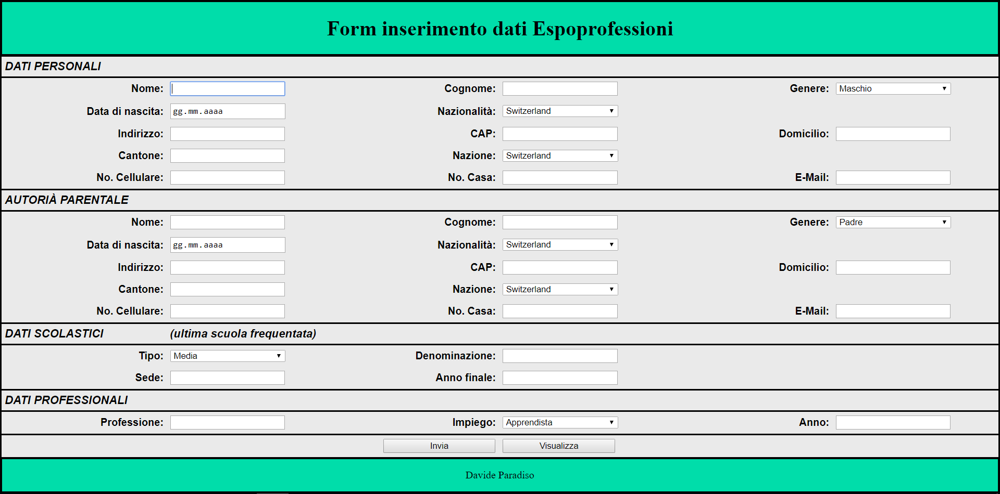 Form inserimento dati Espoprofessioni
DATI PERSONALI
Nome: Cognome: Genere: Maschio
Data di nascita: gg.mm.aaaa Nazionalità: Switzerland
Indirizzo: CAP: Domicilio:
Cantone: Nazione: Switzerland
No. Cellulare: No. Casa: E-Mail:
AUTORIÀ PARENTALE
Nome: Cognome: Genere: Padre
Data di nascita: gg.mm.aaaa Nazionalità: Switzerland
Indirizzo: CAP: Domicilio:
Cantone: Nazione: Switzerland
No. Cellulare: No. Casa: E-Mail:
DATI SCOLASTICI (ultima scuola frequentata)
Tipo: Media Denominazione:
Sede: Anno finale:
DATI PROFESSIONALI
Professione: Impiego: Apprendista Anno:
Invia Visualizza
Davide Paradiso